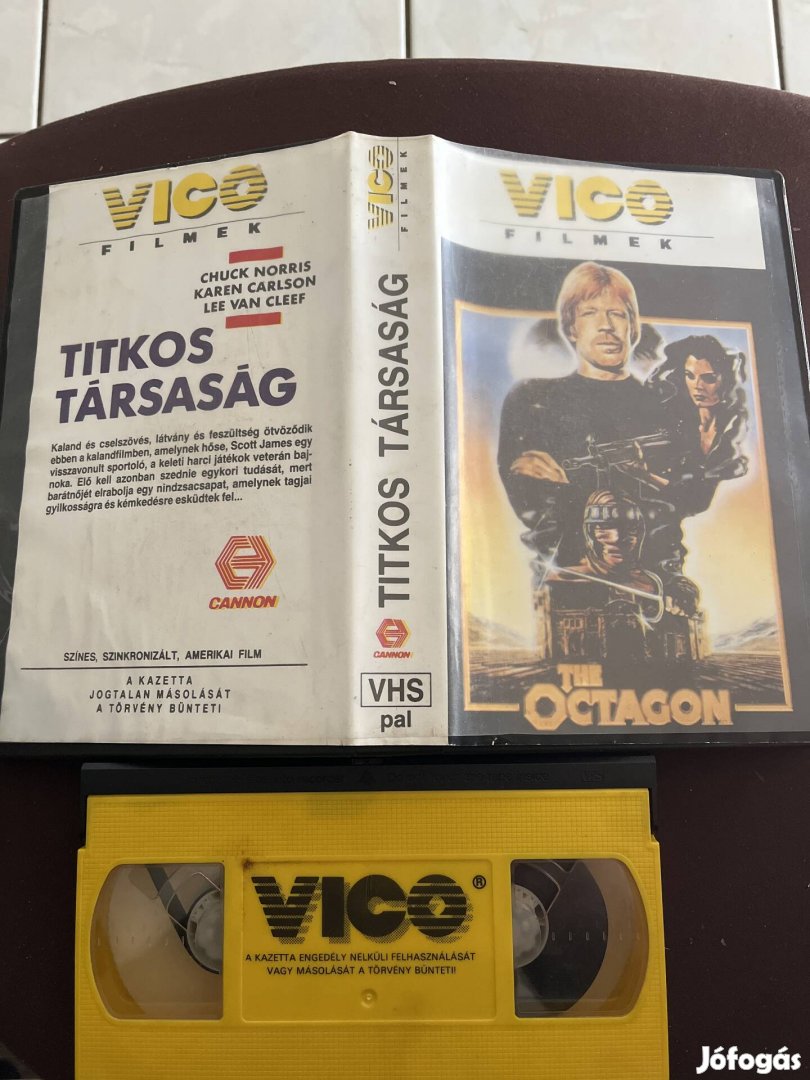 VICO
FILMEK
CHUCK NORRIS
KAREN CARLSON
LEE VAN CLEEF
TITKOS
TÁRSASÁG
Kaland és cselszövés, látvány és feszültség ötvöződik
ebben a kalandfilmben, amelynek hőse, Scott James egy
visszavonult sportoló, a keleti harci játékok veterán baj-
noka. Elő kell azonban szednie egykori tudását, mert
barátnőjét elrabolja egy nindzsacsapat, amelynek tagjai
gyilkosságra és kémkedésre esküdtek fel...
CANNON
SZÍNES, SZINKRONIZÁLT, AMERIKAI FILM
A KAZETTA
JOGTALAN MÁSOLÁSÁT
A TÖRVÉNY BÜNTETI
VICO
FILMEK
TITKOS TÁRSASÁG
CANNON
VHS
pal
VICO
FILMEK
THE
OCTAGON
VHS
VICO®
A KAZETTA ENGEDÉLY NÉLKÜLI FELHASZNÁLÁSÁT
VAGY MÁSOLÁSÁT A TÖRVÉNY BÜNTETI!
Jófogás